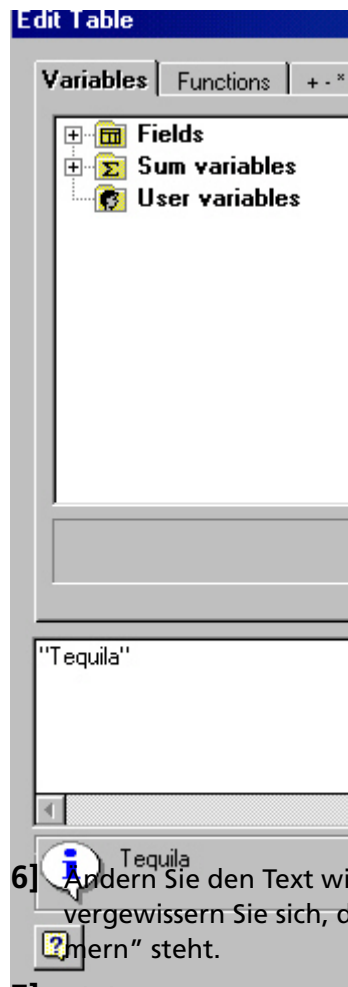 Edit Table
Variables Functions + - *
Fields
Sum variables
User variables
"Tequila"
Tequila
6] Ändern Sie den Text wi
vergewissern Sie sich, d
mern” steht.